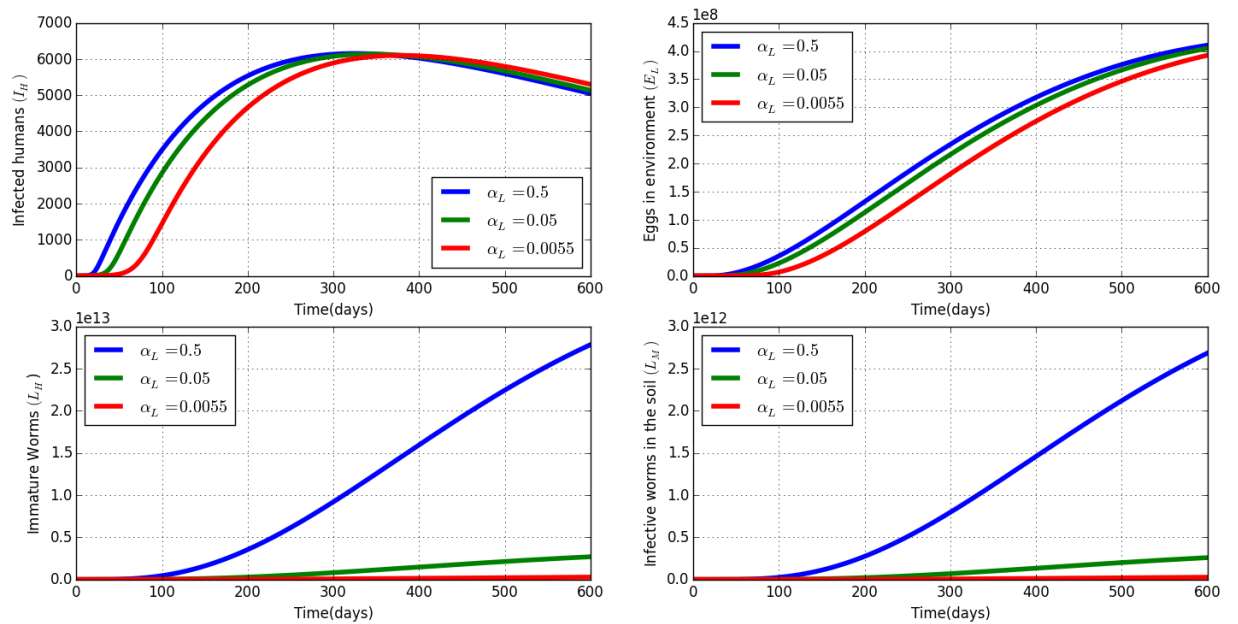 7000
6000
5000
4000
3000
2000
1000
0
Infected humans (I_H)
α_L = 0.5
α_L = 0.05
α_L = 0.0055
0 100 200 300 400 500 600
Time(days)
1e8
4.5
4.0
3.5
3.0
2.5
2.0
1.5
1.0
0.5
0.0
Eggs in environment (E_L)
α_L = 0.5
α_L = 0.05
α_L = 0.0055
0 100 200 300 400 500 600
Time(days)
1e13
3.0
2.5
2.0
1.5
1.0
0.5
0.0
Immature Worms (L_H)
α_L = 0.5
α_L = 0.05
α_L = 0.0055
0 100 200 300 400 500 600
Time(days)
1e12
3.0
2.5
2.0
1.5
1.0
0.5
0.0
Infective worms in the soil (L_M)
α_L = 0.5
α_L = 0.05
α_L = 0.0055
0 100 200 300 400 500 600
Time(days)